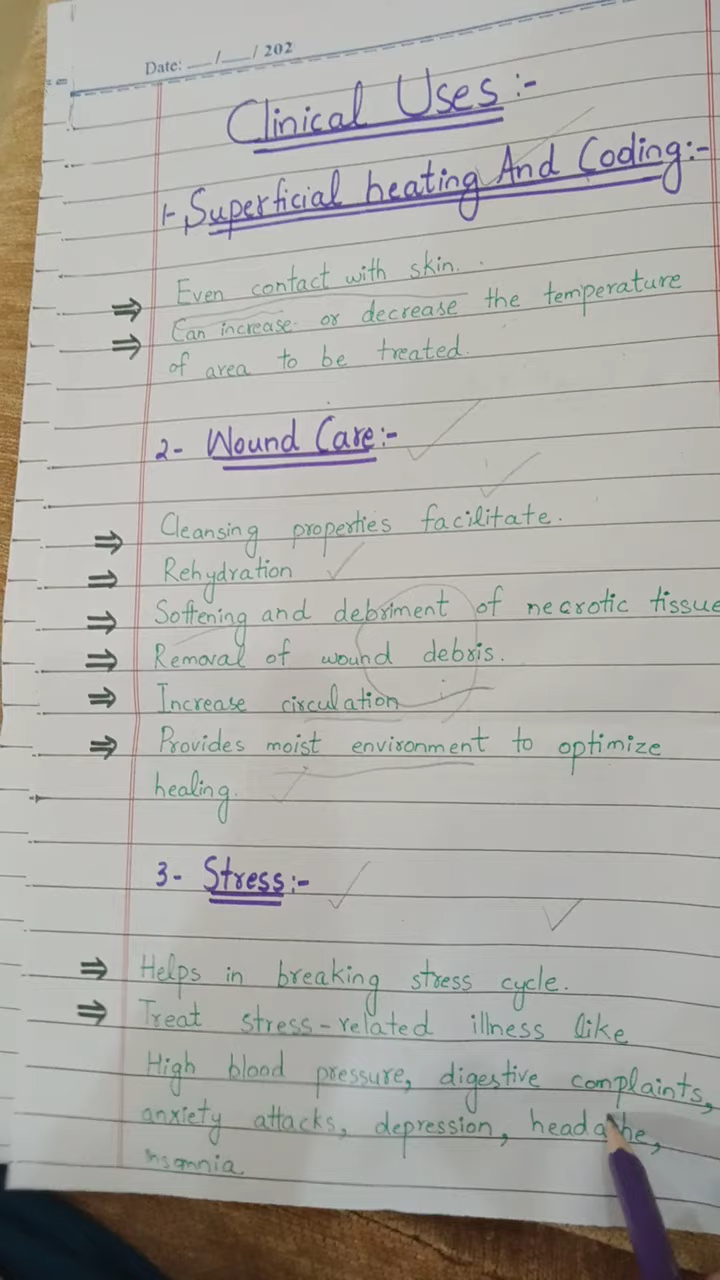 Date: __/__/ 202
Clinical Uses:-
1- Superficial heating And Coding:-
⇒ Even contact with skin.
⇒ Can increase or decrease the temperature
of area to be treated.
2- Wound Care:-
⇒ Cleansing properties facilitate.
⇒ Rehydration
⇒ Softening and debriment of necrotic tissue
⇒ Removal of wound debris.
⇒ Increase circulation
⇒ Provides moist environment to optimize
healing.
3- Stress:-
⇒ Helps in breaking stress cycle.
⇒ Treat stress-related illness like
High blood pressure, digestive complaints,
anxiety attacks, depression, headache,
insomnia